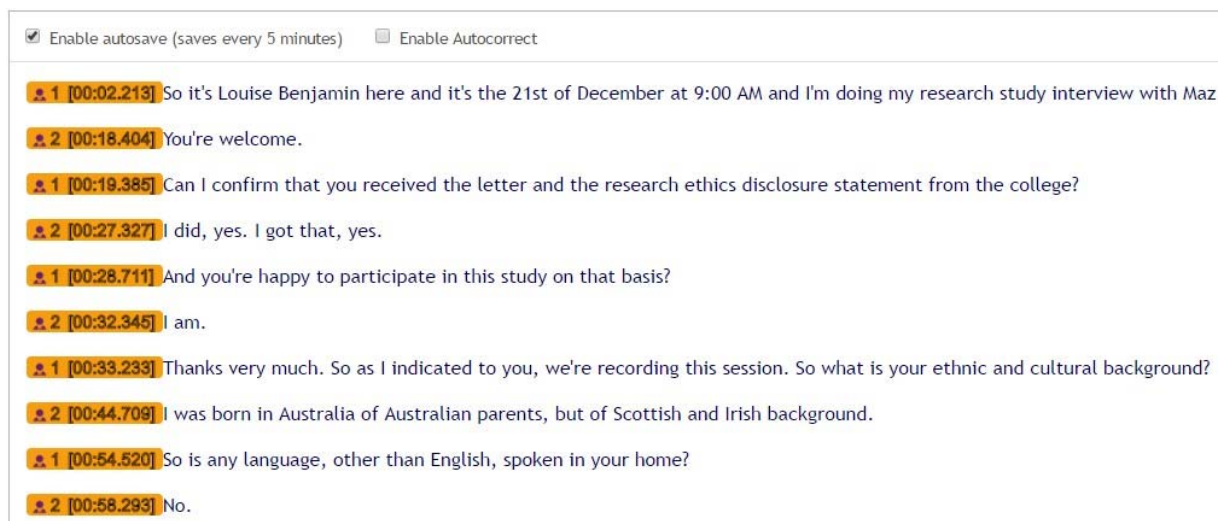 Enable autosave (saves every 5 minutes) Enable Autocorrect
1 [00:02.213] So it's Louise Benjamin here and it's the 21st of December at 9:00 AM and I'm doing my research study interview with Maz
2 [00:18.404] You're welcome.
1 [00:19.385] Can I confirm that you received the letter and the research ethics disclosure statement from the college?
2 [00:27.327] I did, yes. I got that, yes.
1 [00:28.711] And you're happy to participate in this study on that basis?
2 [00:32.345] I am.
1 [00:33.233] Thanks very much. So as I indicated to you, we're recording this session. So what is your ethnic and cultural background?
2 [00:44.709] I was born in Australia of Australian parents, but of Scottish and Irish background.
1 [00:54.520] So is any language, other than English, spoken in your home?
2 [00:58.293] No.